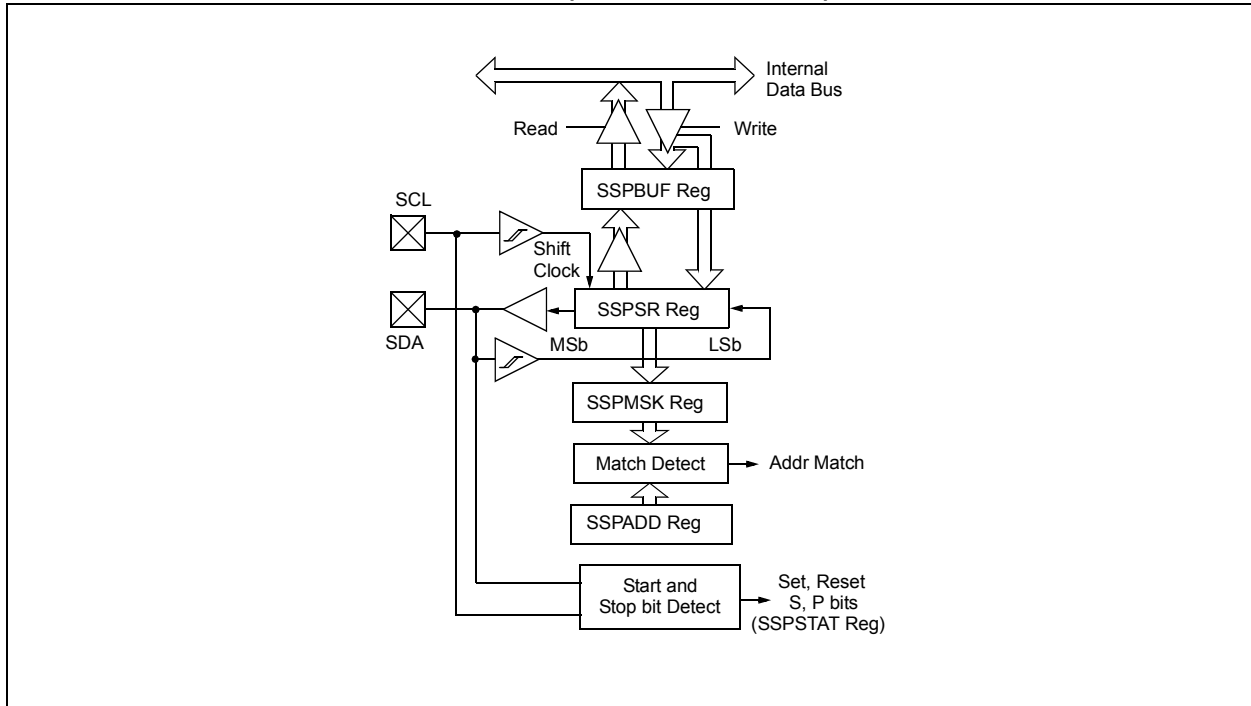 Internal
Data Bus
Read
Write
SSPBUF Reg
SCL
Shift
Clock
SSPSR Reg
SDA
MSb
LSb
SSPMSK Reg
Match Detect
Addr Match
SSPADD Reg
Start and
Stop bit Detect
Set, Reset
S, P bits
(SSPSTAT Reg)